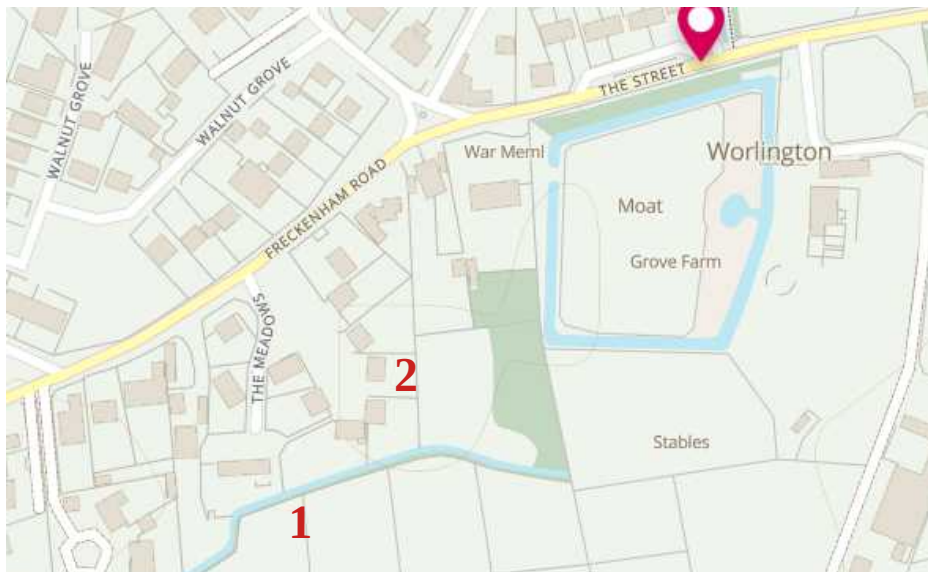 THE STREET
WALNUT GROVE
WALNUT GROVE
War Meml
Worlington
FRECKENHAM ROAD
Moat
Grove Farm
THE MEADOWS
2
Stables
1